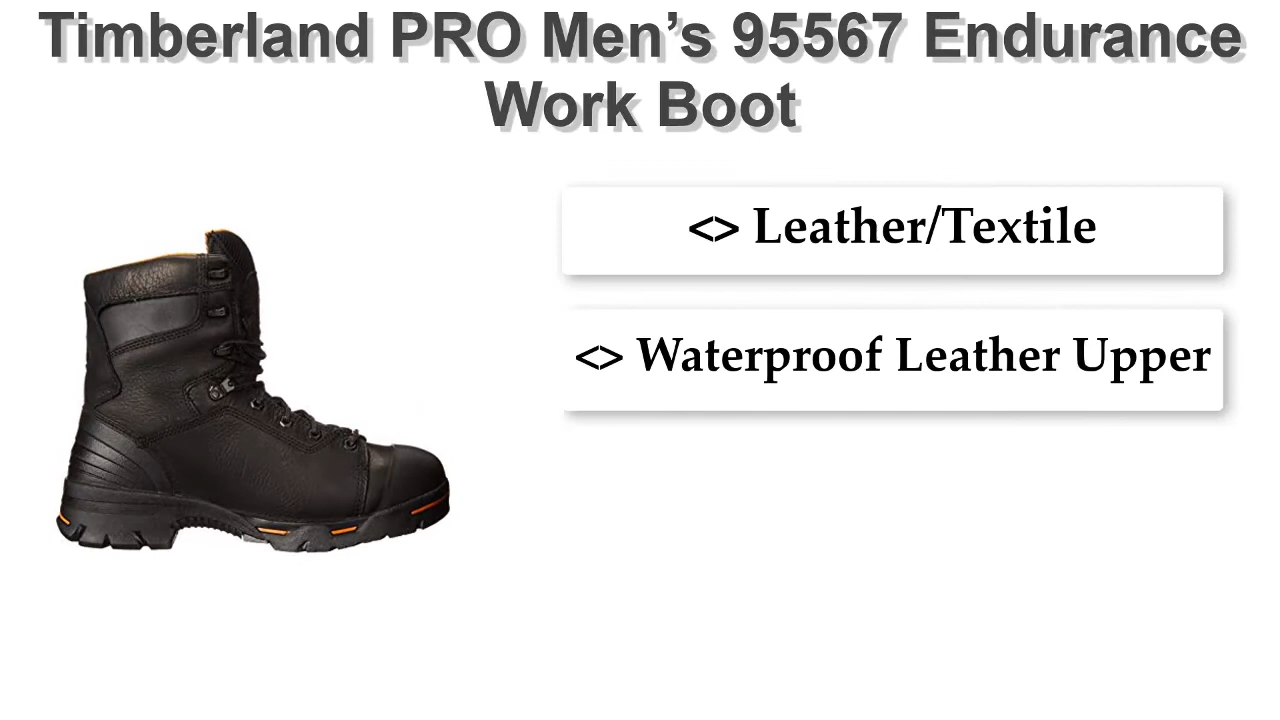 Timberland PRO Men’s 95567 Endurance
Work Boot
<> Leather/Textile
<> Waterproof Leather Upper